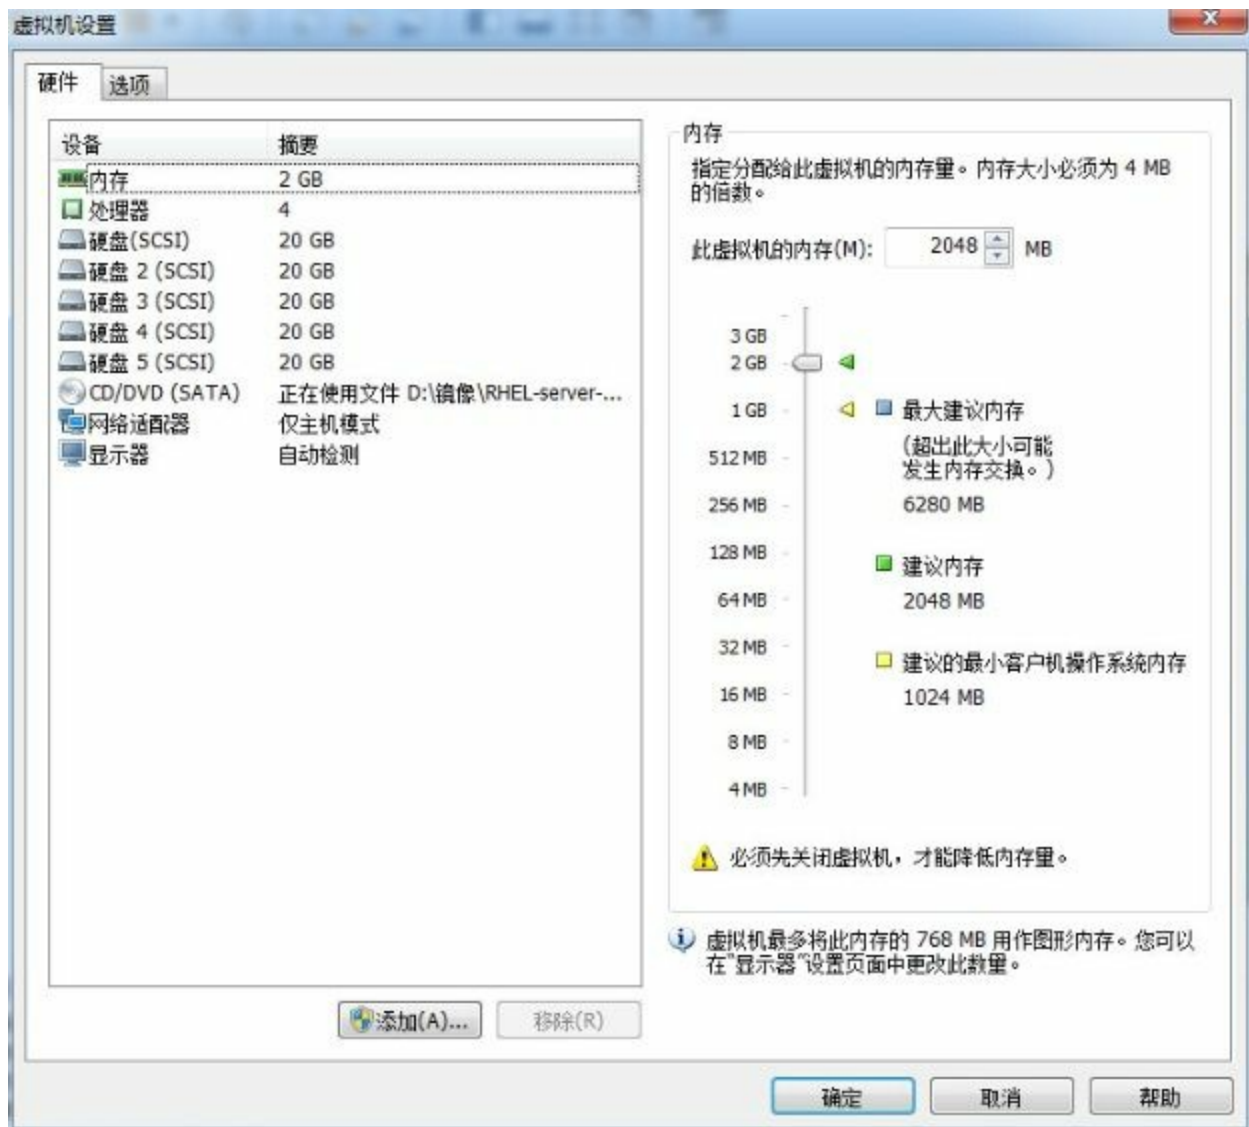 虚拟机设置
硬件 选项
设备 摘要
内存 2 GB
处理器 4
硬盘(SCSI) 20 GB
硬盘 2 (SCSI) 20 GB
硬盘 3 (SCSI) 20 GB
硬盘 4 (SCSI) 20 GB
硬盘 5 (SCSI) 20 GB
CD/DVD (SATA) 正在使用文件 D:\镜像\RHEL-server-...
网络适配器 仅主机模式
显示器 自动检测
添加(A)... 移除(R)
内存
指定分配给此虚拟机的内存量。内存大小必须为 4 MB
的倍数。
此虚拟机的内存(M): 2048 MB
3 GB
2 GB
1 GB
512 MB
256 MB
128 MB
64 MB
32 MB
16 MB
8 MB
4 MB
最大建议内存
(超出此大小可能
发生内存交换。)
6280 MB
建议内存
2048 MB
建议的最小客户机操作系统内存
1024 MB
必须先关闭虚拟机，才能降低内存量。
虚拟机最多将此内存的 768 MB 用作图形内存。您可以
在"显示器"设置页面中更改此数量。
确定 取消 帮助